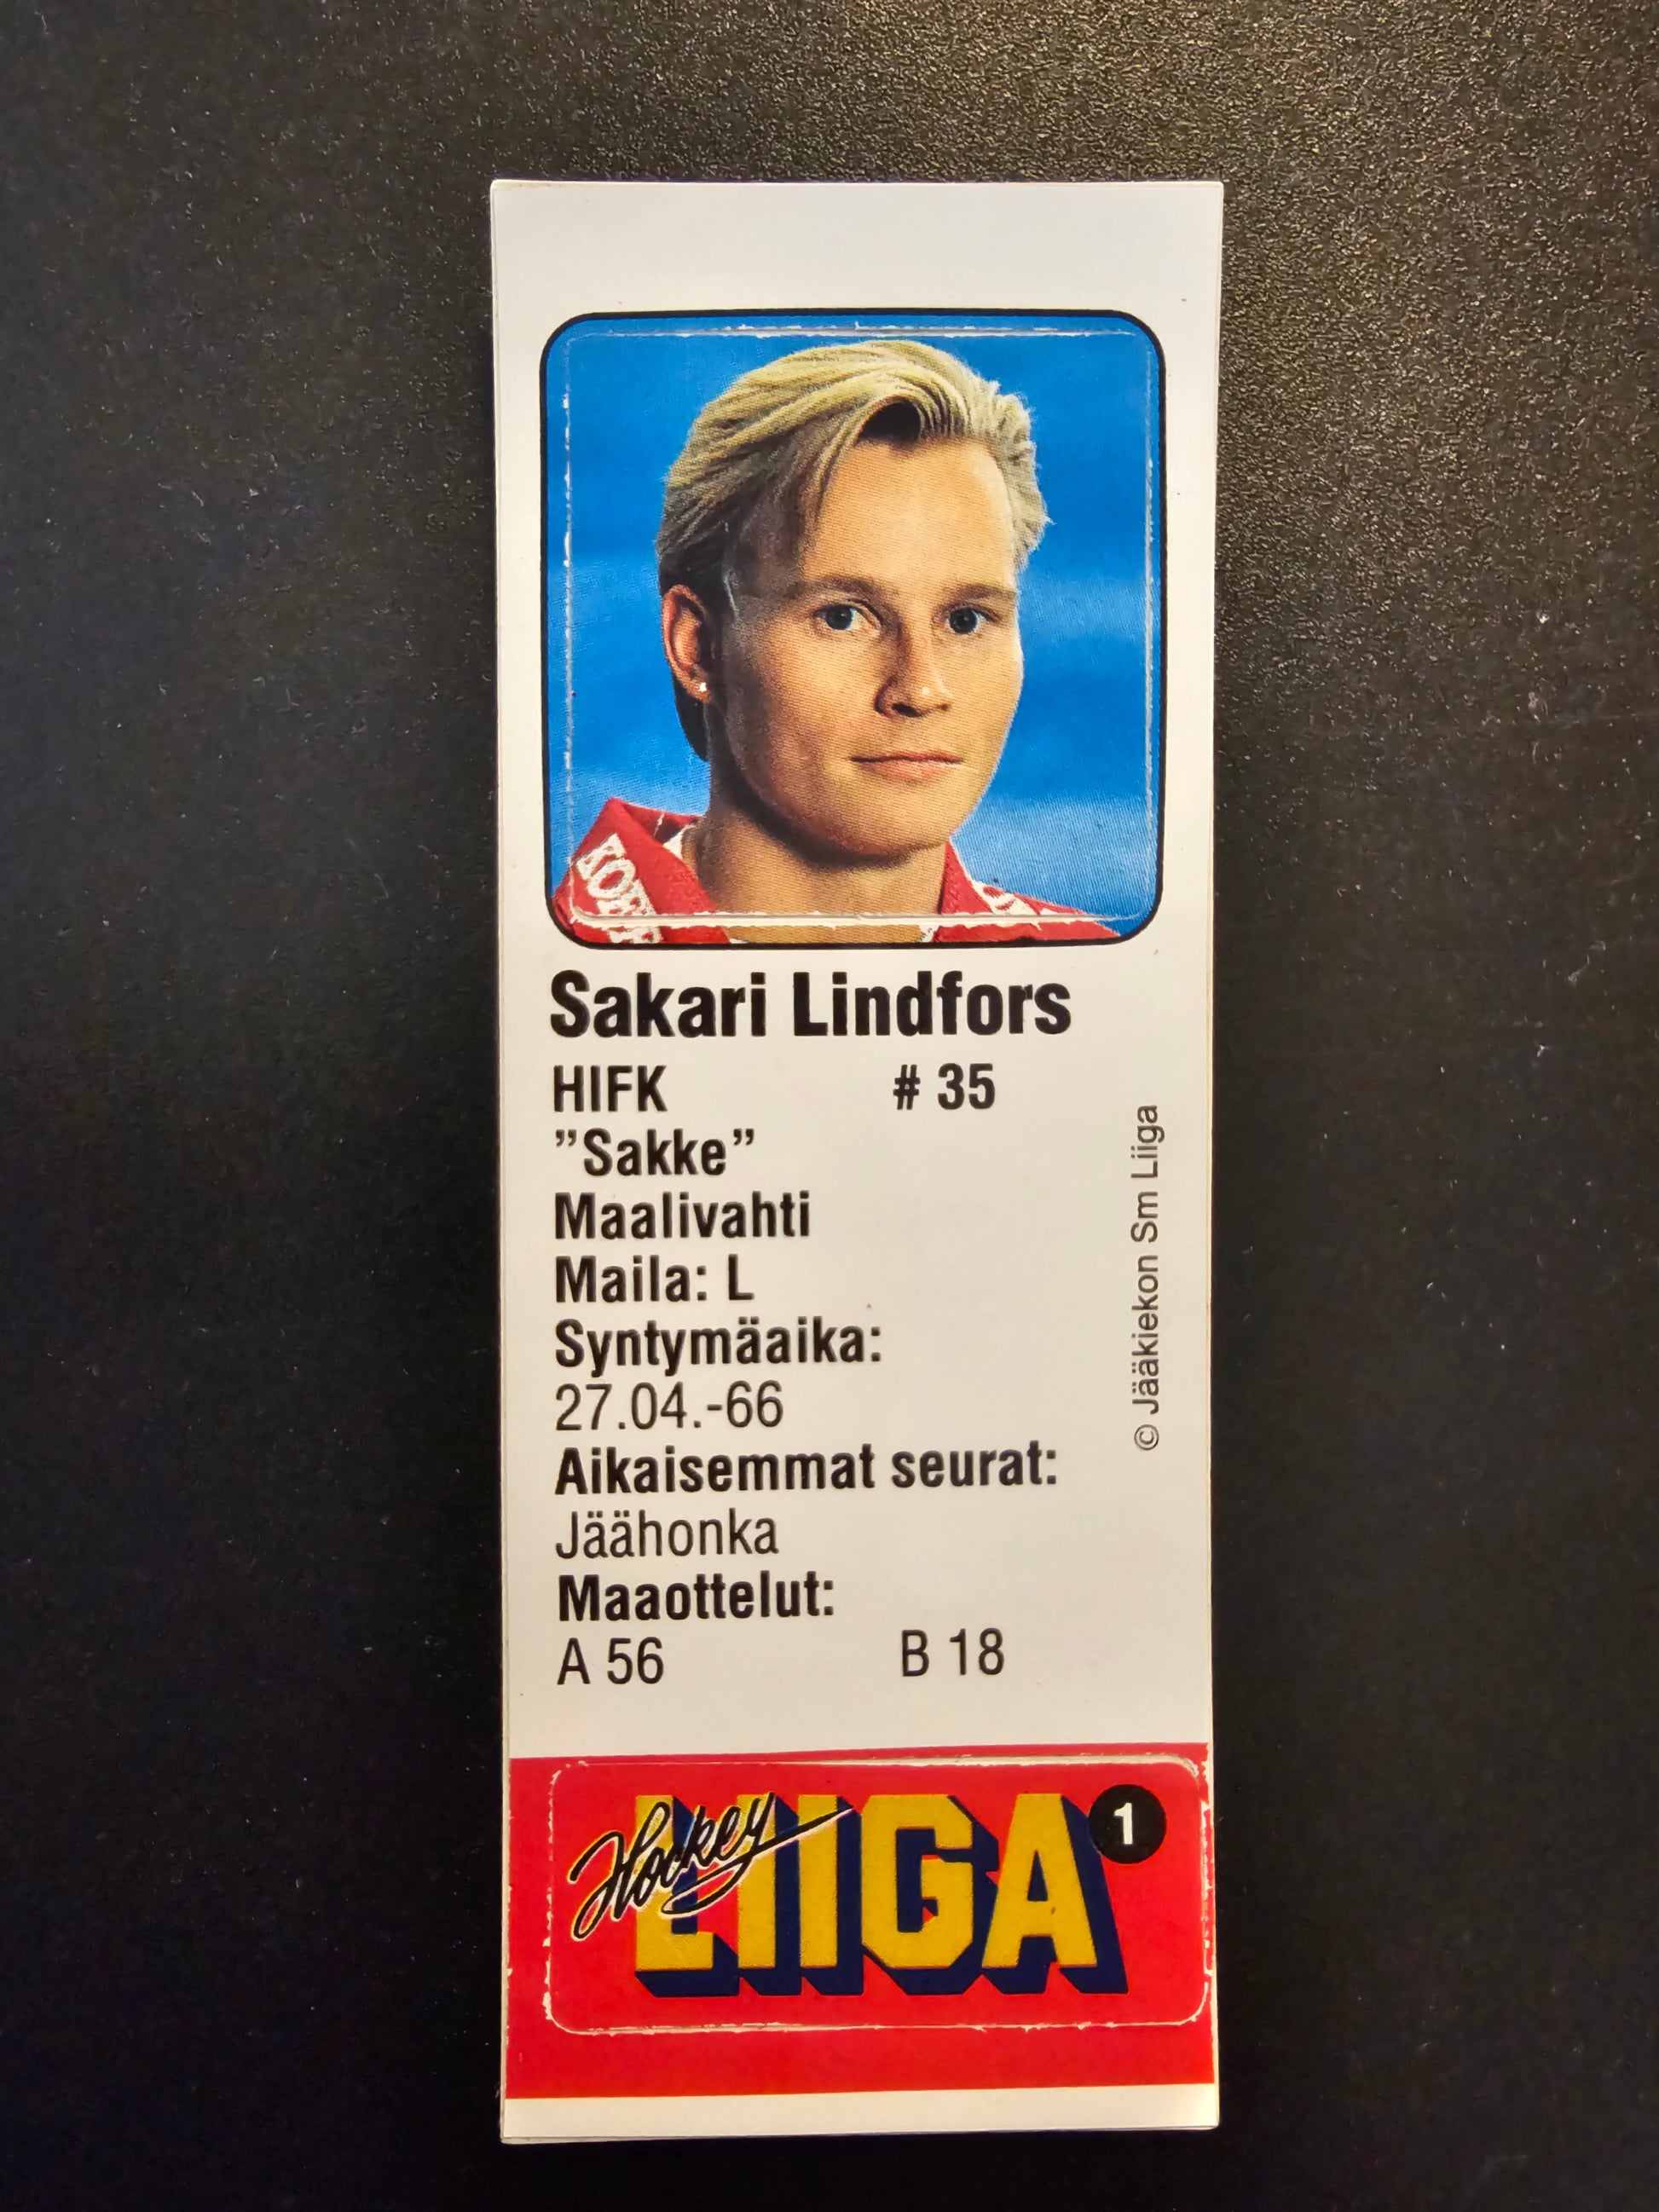 Sakari Lindfors
HIFK # 35
”Sakke”
Maalivahti
Maila: L
Syntymäaika:
27.04.-66
Aikaisemmat seurat:
Jäähonka
Maaottelut:
A 56 B 18
© Jääkiekon Sm Liiga
Hockey
LIIGA
1